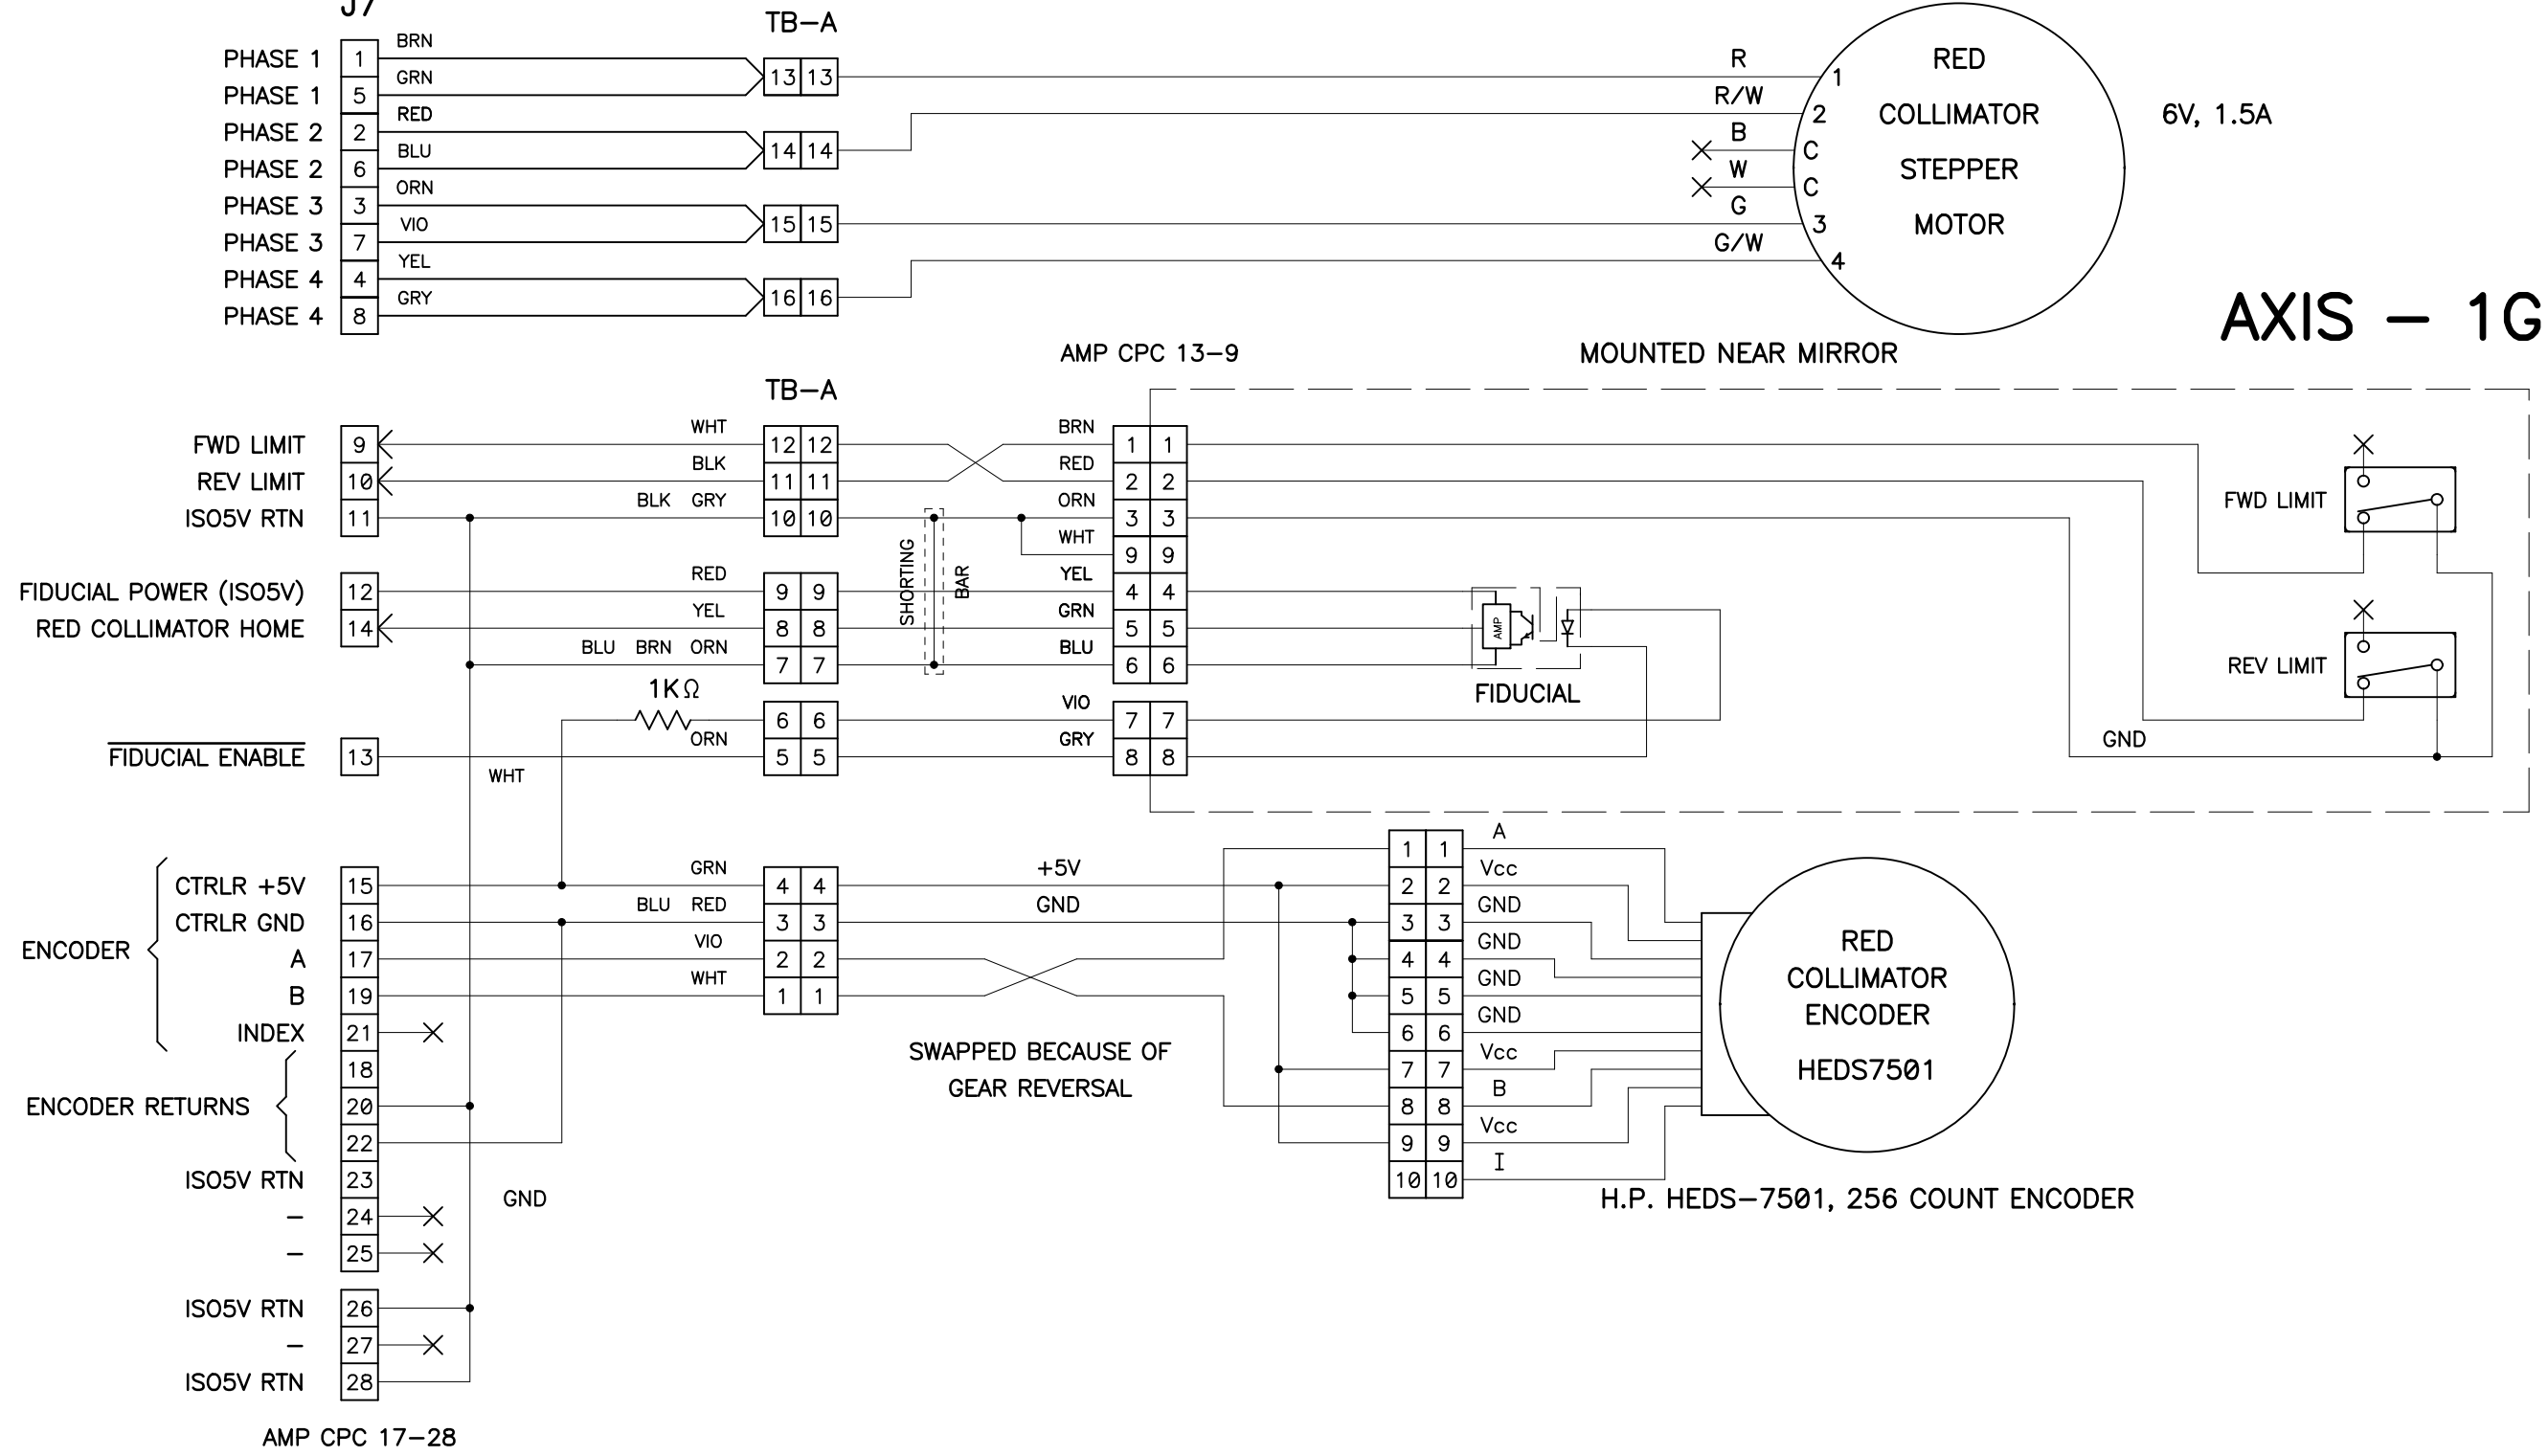 J7
TB-A
PHASE 1 1 BRN
PHASE 1 5 GRN
13 13
PHASE 2 2 RED
PHASE 2 6 BLU
14 14
PHASE 3 3 ORN
PHASE 3 7 VIO
15 15
PHASE 4 4 YEL
PHASE 4 8 GRY
16 16
R 1
R/W 2
B C
W C
G 3
G/W 4
RED
COLLIMATOR
STEPPER
MOTOR
6V, 1.5A
AXIS - 1G
AMP CPC 13-9
MOUNTED NEAR MIRROR
TB-A
FWD LIMIT 9 WHT 12 12 BRN 1 1
REV LIMIT 10 BLK 11 11 RED 2 2
ISO5V RTN 11 BLK GRY 10 10 ORN 3 3
WHT 9 9
FIDUCIAL POWER (ISO5V) 12 RED 9 9 YEL 4 4
RED COLLIMATOR HOME 14 YEL 8 8 GRN 5 5
BLU BRN ORN 7 7 BLU 6 6
SHORTING
BAR
1KΩ 6 6 VIO 7 7
FIDUCIAL ENABLE 13 ORN 5 5 GRY 8 8
WHT
AMP
FIDUCIAL
FWD LIMIT
REV LIMIT
GND
ENCODER
CTRLR +5V 15 GRN 4 4 +5V
CTRLR GND 16 BLU RED 3 3 GND
A 17 VIO 2 2
B 19 WHT 1 1
INDEX 21
ENCODER RETURNS
18
20
22
ISO5V RTN 23
- 24
- 25
ISO5V RTN 26
- 27
ISO5V RTN 28
GND
AMP CPC 17-28
SWAPPED BECAUSE OF
GEAR REVERSAL
1 1 A
2 2 Vcc
3 3 GND
4 4 GND
5 5 GND
6 6 GND
7 7 Vcc
8 8 B
9 9 Vcc
10 10 I
RED
COLLIMATOR
ENCODER
HEDS7501
H.P. HEDS-7501, 256 COUNT ENCODER